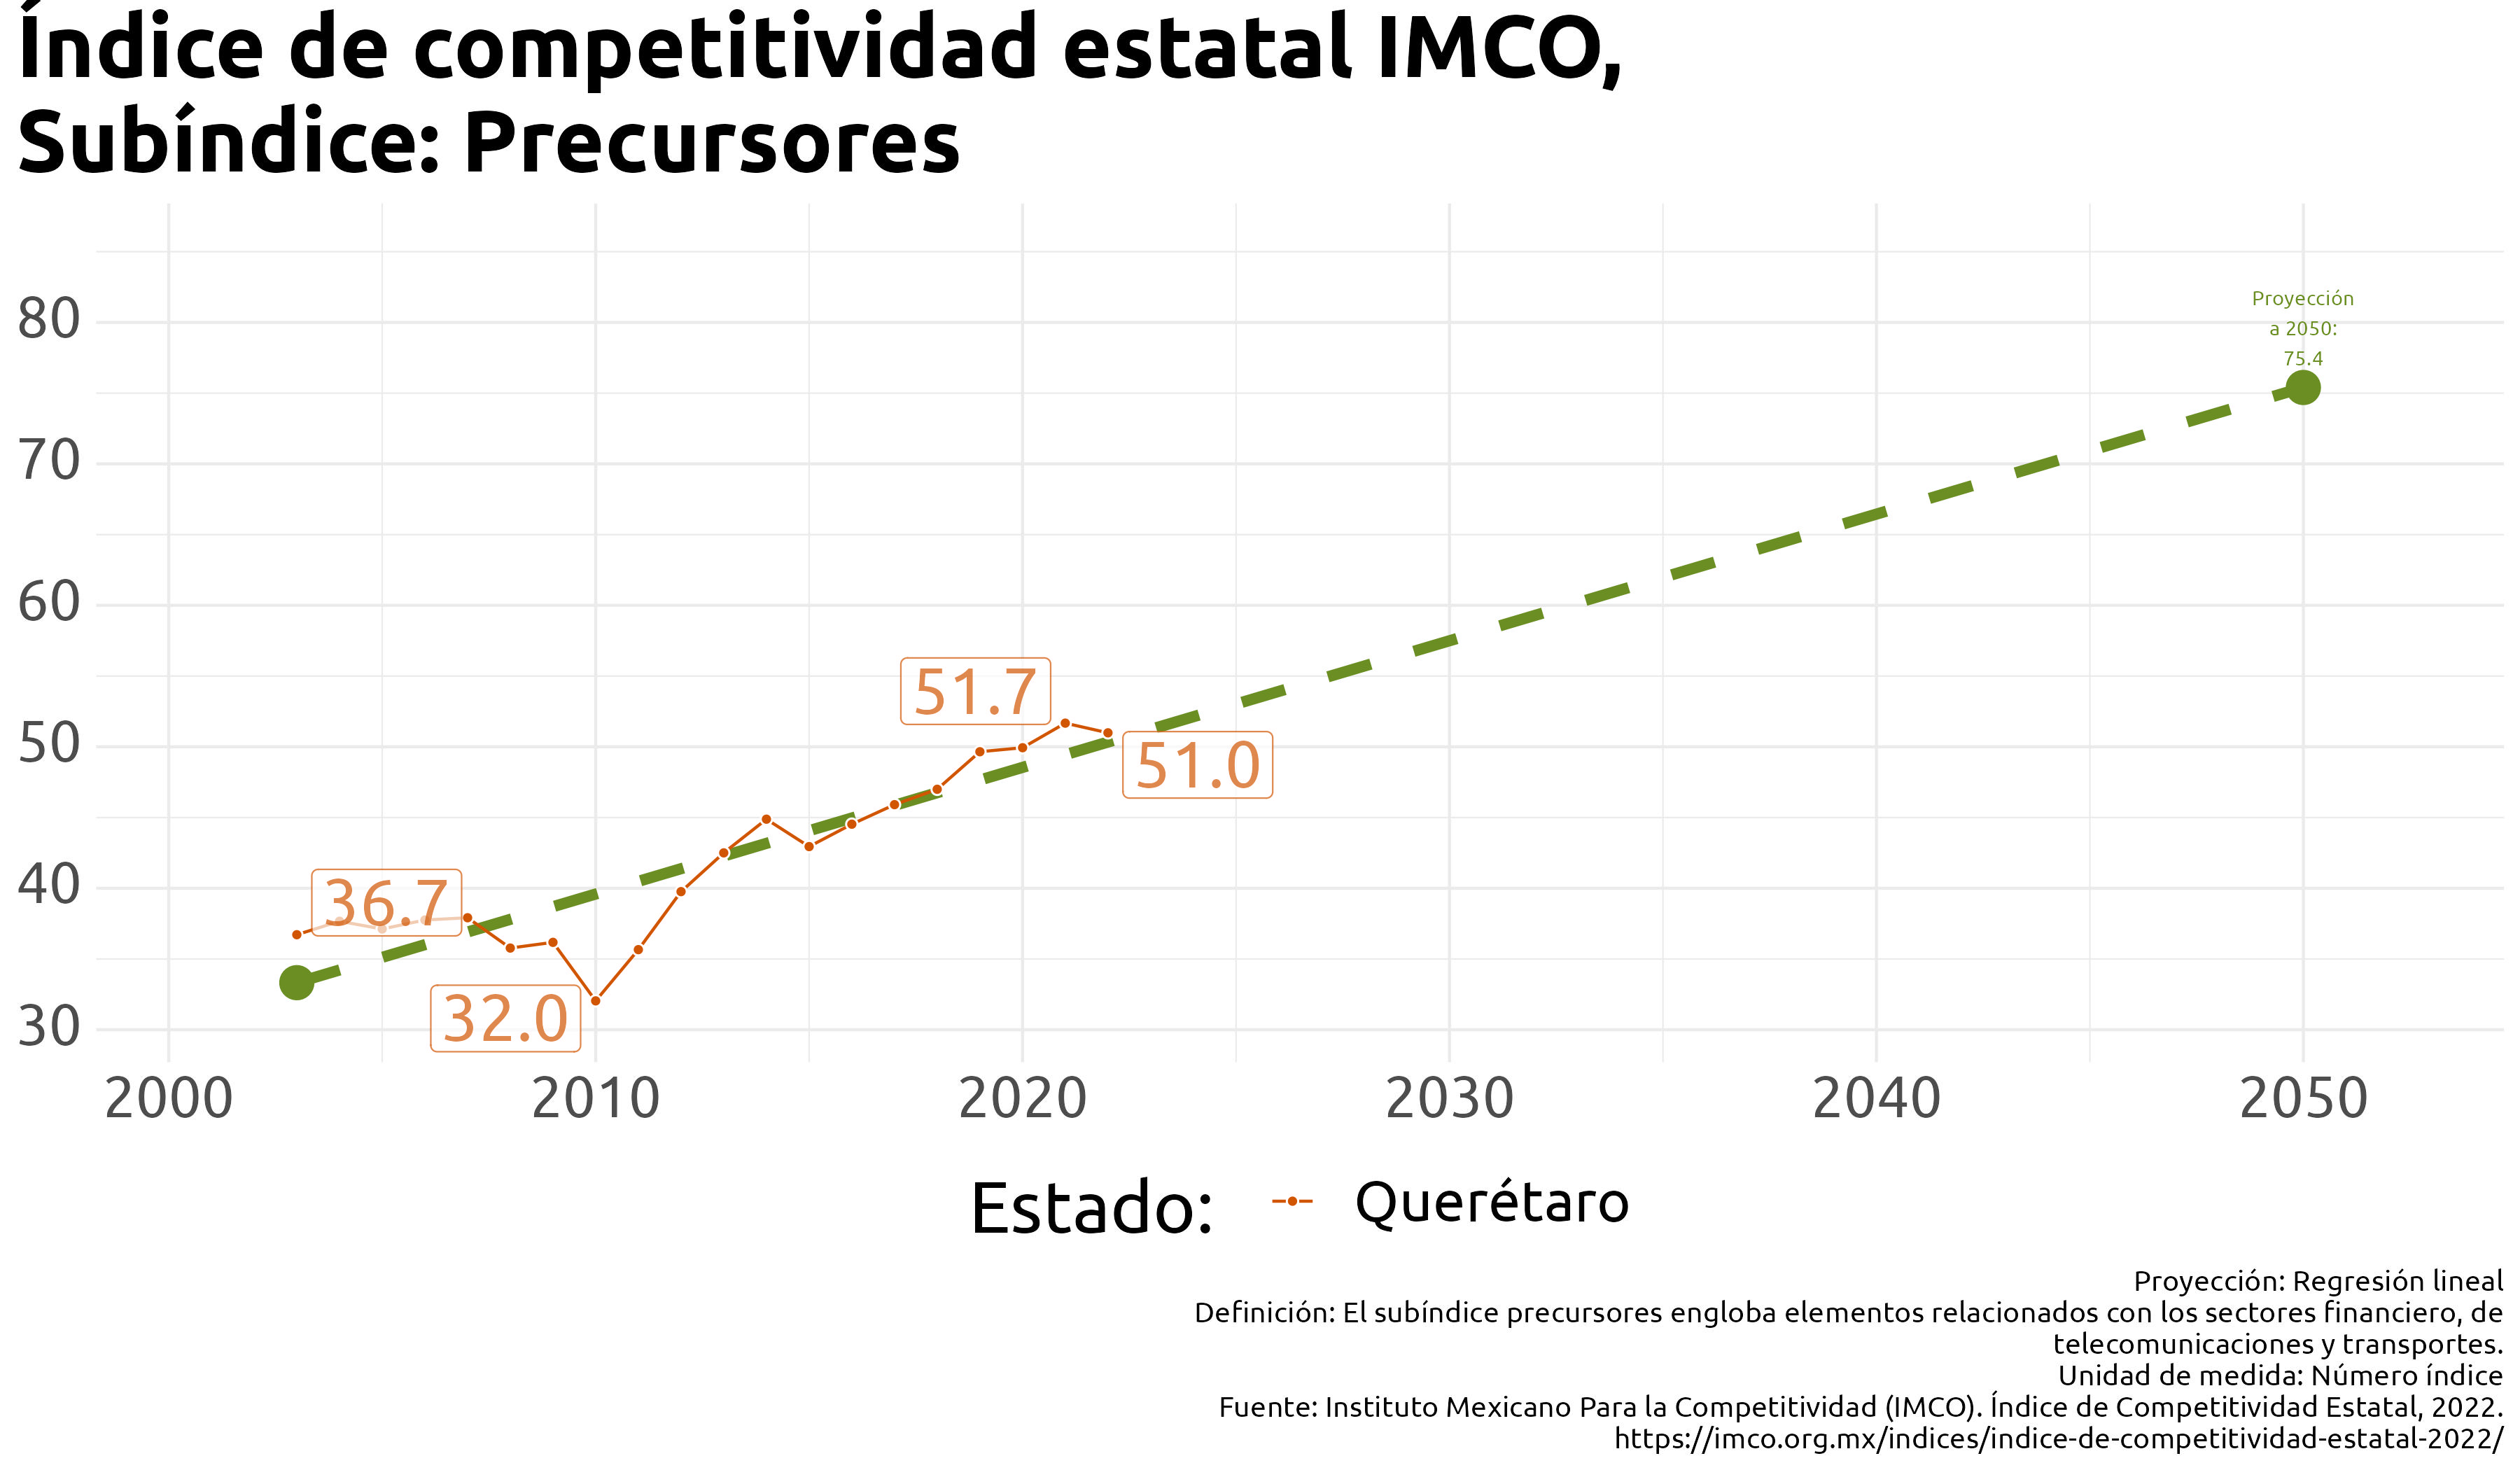 Índice de competitividad estatal IMCO,
Subíndice: Precursores
80
70
60
50
40
30
Proyección
a 2050:
75.4
51.7
51.0
36.7
32.0
2000 2010 2020 2030 2040 2050
Estado: Querétaro
Proyección: Regresión lineal
Definición: El subíndice precursores engloba elementos relacionados con los sectores financiero, de
telecomunicaciones y transportes.
Unidad de medida: Número índice
Fuente: Instituto Mexicano Para la Competitividad (IMCO). Índice de Competitividad Estatal, 2022.
https://imco.org.mx/indices/indice-de-competitividad-estatal-2022/